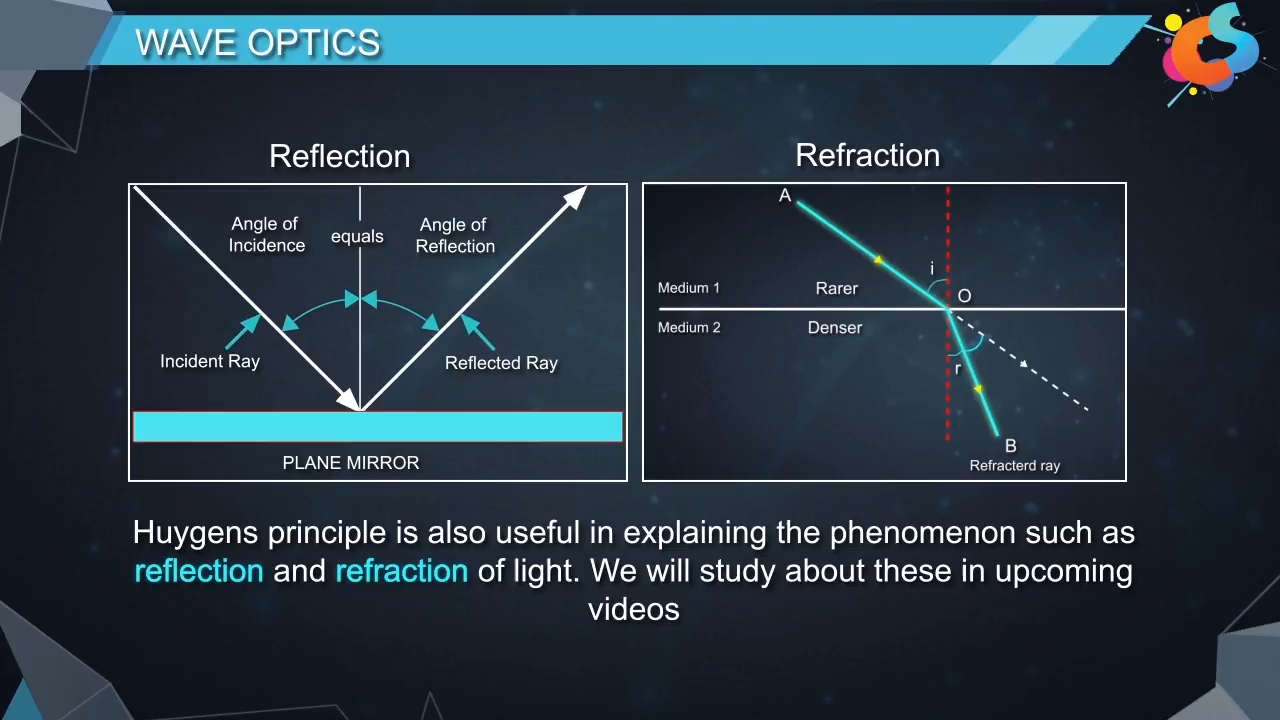 WAVE OPTICS
CS
Reflection
Angle of
Incidence
equals
Angle of
Reflection
Incident Ray
Reflected Ray
PLANE MIRROR
Refraction
A
i
O
Medium 1
Rarer
Medium 2
Denser
r
B
Refracterd ray
Huygens principle is also useful in explaining the phenomenon such as
reflection and refraction of light. We will study about these in upcoming
videos